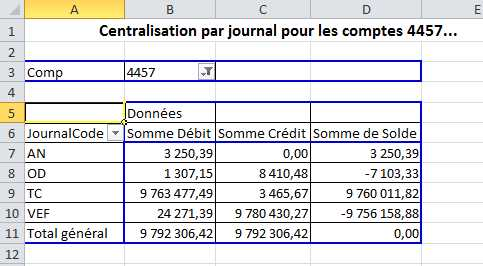 A B C D E
1 Centralisation par journal pour les comptes 4457...
2
3 Comp 4457
4
5 Données
6 JournalCode Somme Débit Somme Crédit Somme de Solde
7 AN 3 250,39 0,00 3 250,39
8 OD 1 307,15 8 410,48 -7 103,33
9 TC 9 763 477,49 3 465,67 9 760 011,82
10 VEF 24 271,39 9 780 430,27 -9 756 158,88
11 Total général 9 792 306,42 9 792 306,42 0,00
12